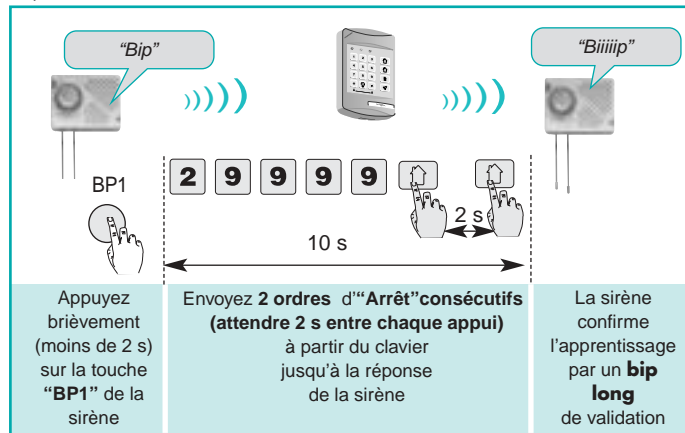 “Bip”
“Biiiiip”
BP1
2 9 9 9 9
2 s
10 s
Appuyez
brièvement
(moins de 2 s)
sur la touche
“BP1” de la
sirène
Envoyez 2 ordres d’“Arrêt”consécutifs
(attendre 2 s entre chaque appui)
à partir du clavier
jusqu’à la réponse
de la sirène
La sirène
confirme
l’apprentissage
par un bip
long
de validation